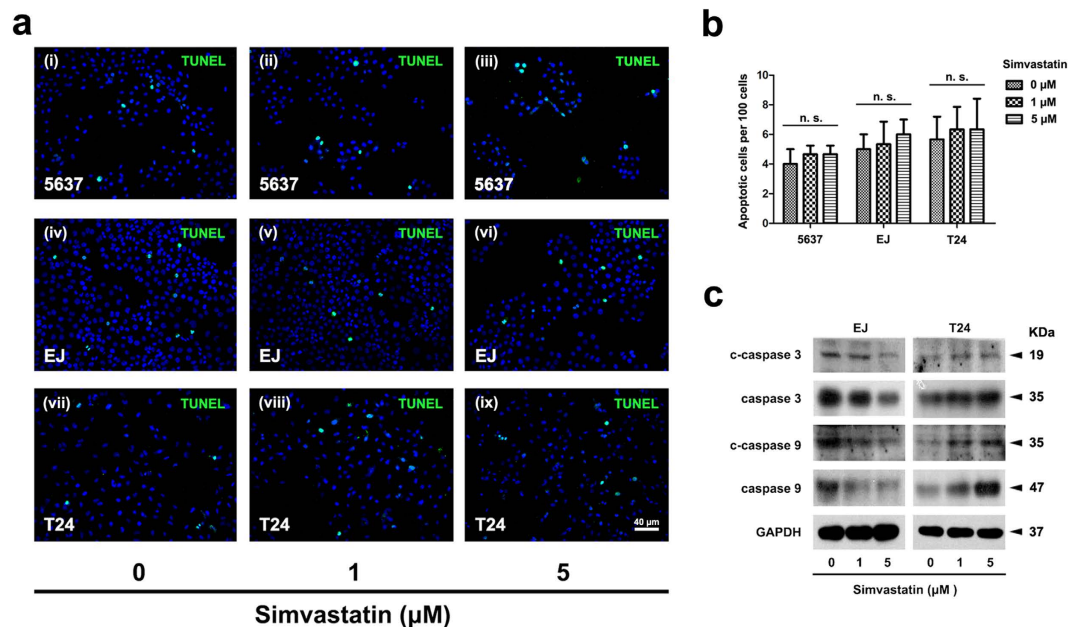 a
(i) TUNEL (ii) TUNEL (iii) TUNEL
5637 5637 5637
(iv) TUNEL (v) TUNEL (vi) TUNEL
EJ EJ EJ
(vii) TUNEL (viii) TUNEL (ix) TUNEL
T24 T24 T24
40 µm
0 1 5
Simvastatin (µM)
b
Simvastatin
0 µM
1 µM
5 µM
n. s. n. s. n. s.
10
8
6
4
2
0
Apoptotic cells per 100 cells
5637 EJ T24
c
EJ T24 KDa
c-caspase 3 19
caspase 3 35
c-caspase 9 35
caspase 9 47
GAPDH 37
0 1 5 0 1 5
Simvastatin (µM )